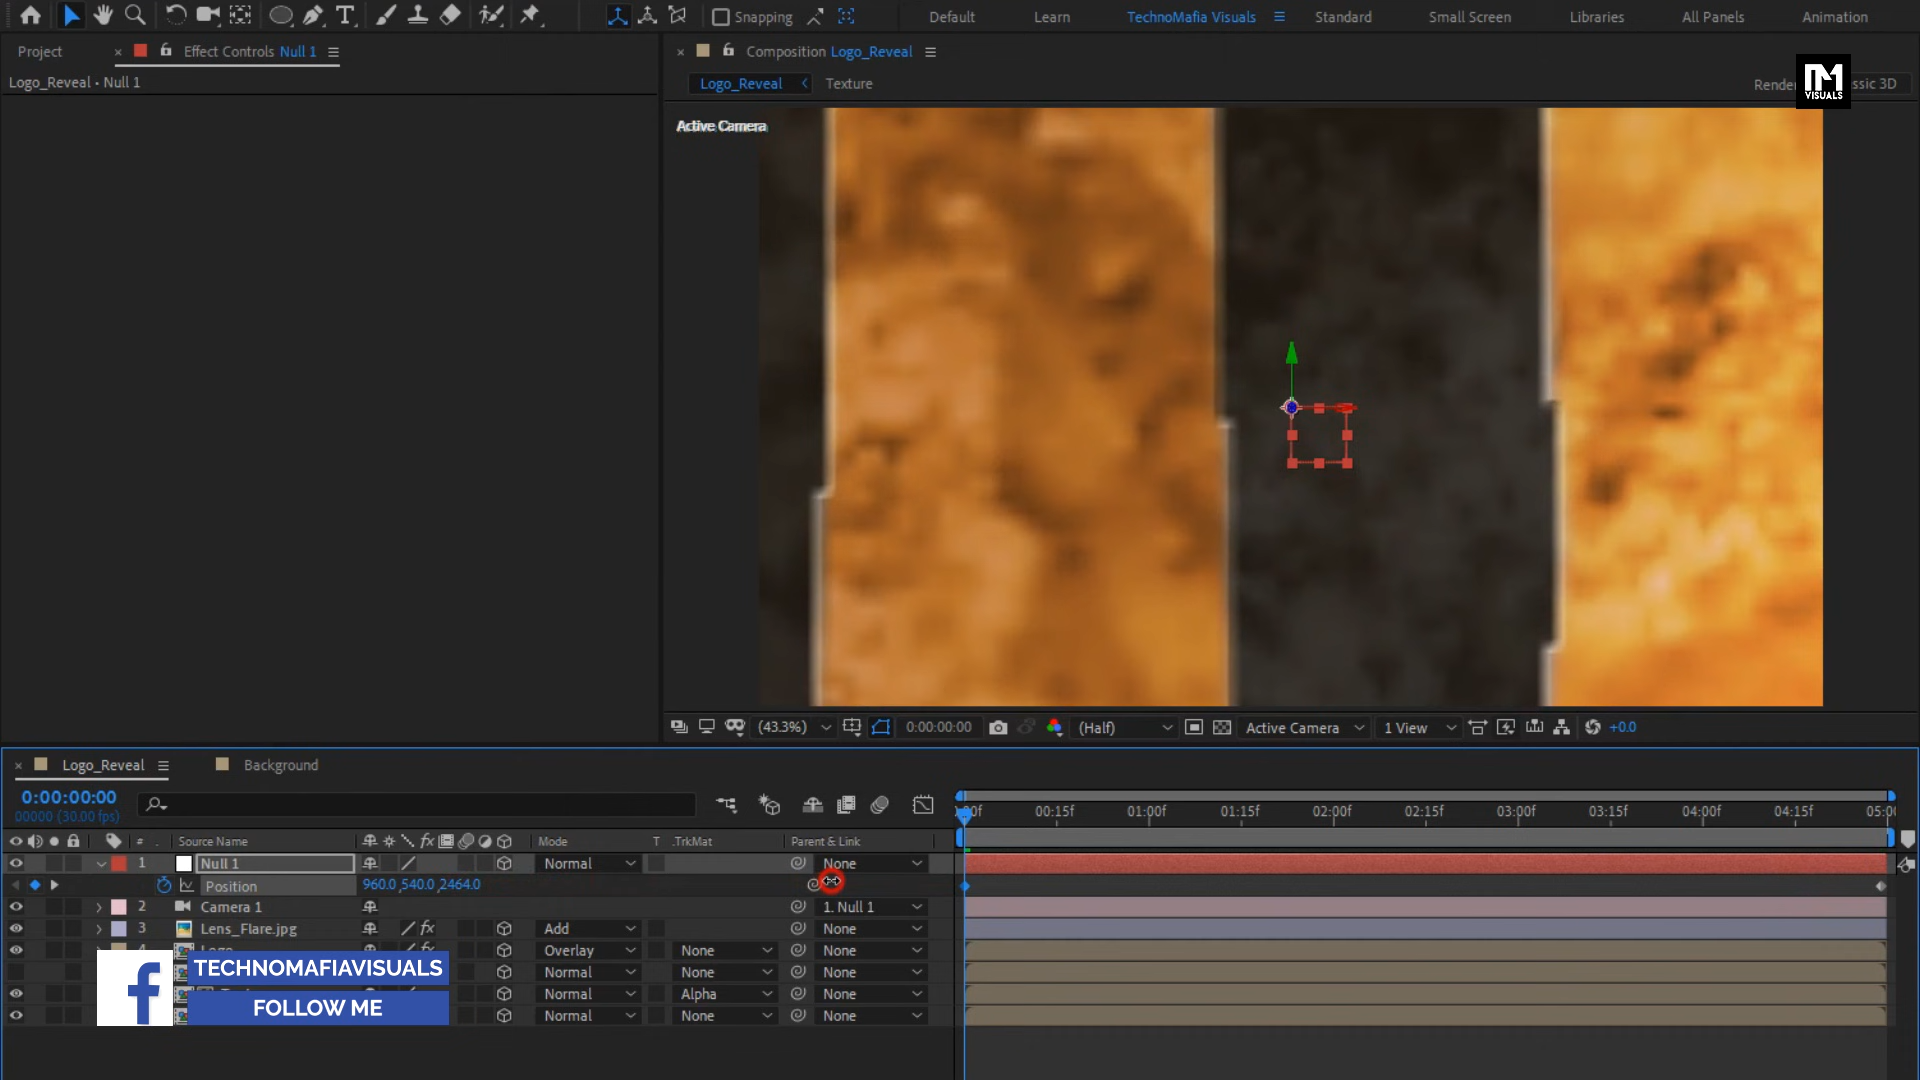 Snapping
Default
Learn
TechnoMafia Visuals
Standard
Small Screen
Libraries
All Panels
Animation
Project
Effect Controls Null 1
Composition Logo_Reveal
Logo_Reveal • Null 1
Logo_Reveal
Texture
VISUALS
ssic 3D
Active Camera
(43.3%)
0:00:00:00
(Half)
Active Camera
1 View
+0.0
Logo_Reveal
Background
0:00:00:00
00000 (30.00 fps)
00:15f
01:00f
01:15f
02:00f
02:15f
03:00f
03:15f
04:00f
04:15f
# . Source Name
Mode
T .TrkMat
Parent & Link
1 Null 1
Normal
None
Position
960.0,540.0,2464.0
2 Camera 1
1. Null 1
3 Lens_Flare.jpg
Add
None
Overlay
None
None
Normal
None
None
Normal
Alpha
None
Normal
None
None
TECHNOMAFIAVISUALS
FOLLOW ME